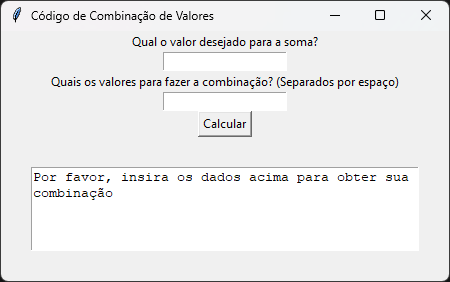 Código de Combinação de Valores
Qual o valor desejado para a soma?
Quais os valores para fazer a combinação? (Separados por espaço)
Calcular
Por favor, insira os dados acima para obter sua
combinação